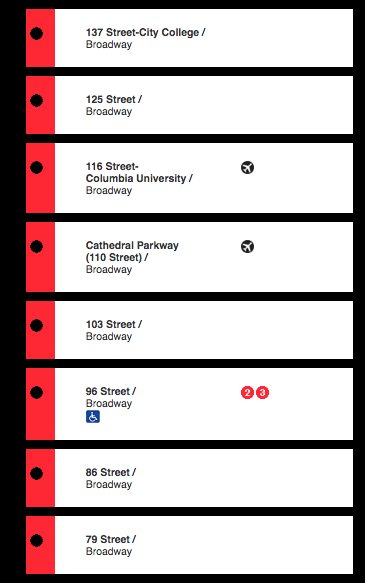 137 Street-City College /
Broadway
125 Street /
Broadway
116 Street-
Columbia University /
Broadway
Cathedral Parkway
(110 Street) /
Broadway
103 Street /
Broadway
96 Street / 2 3
Broadway
86 Street /
Broadway
79 Street /
Broadway